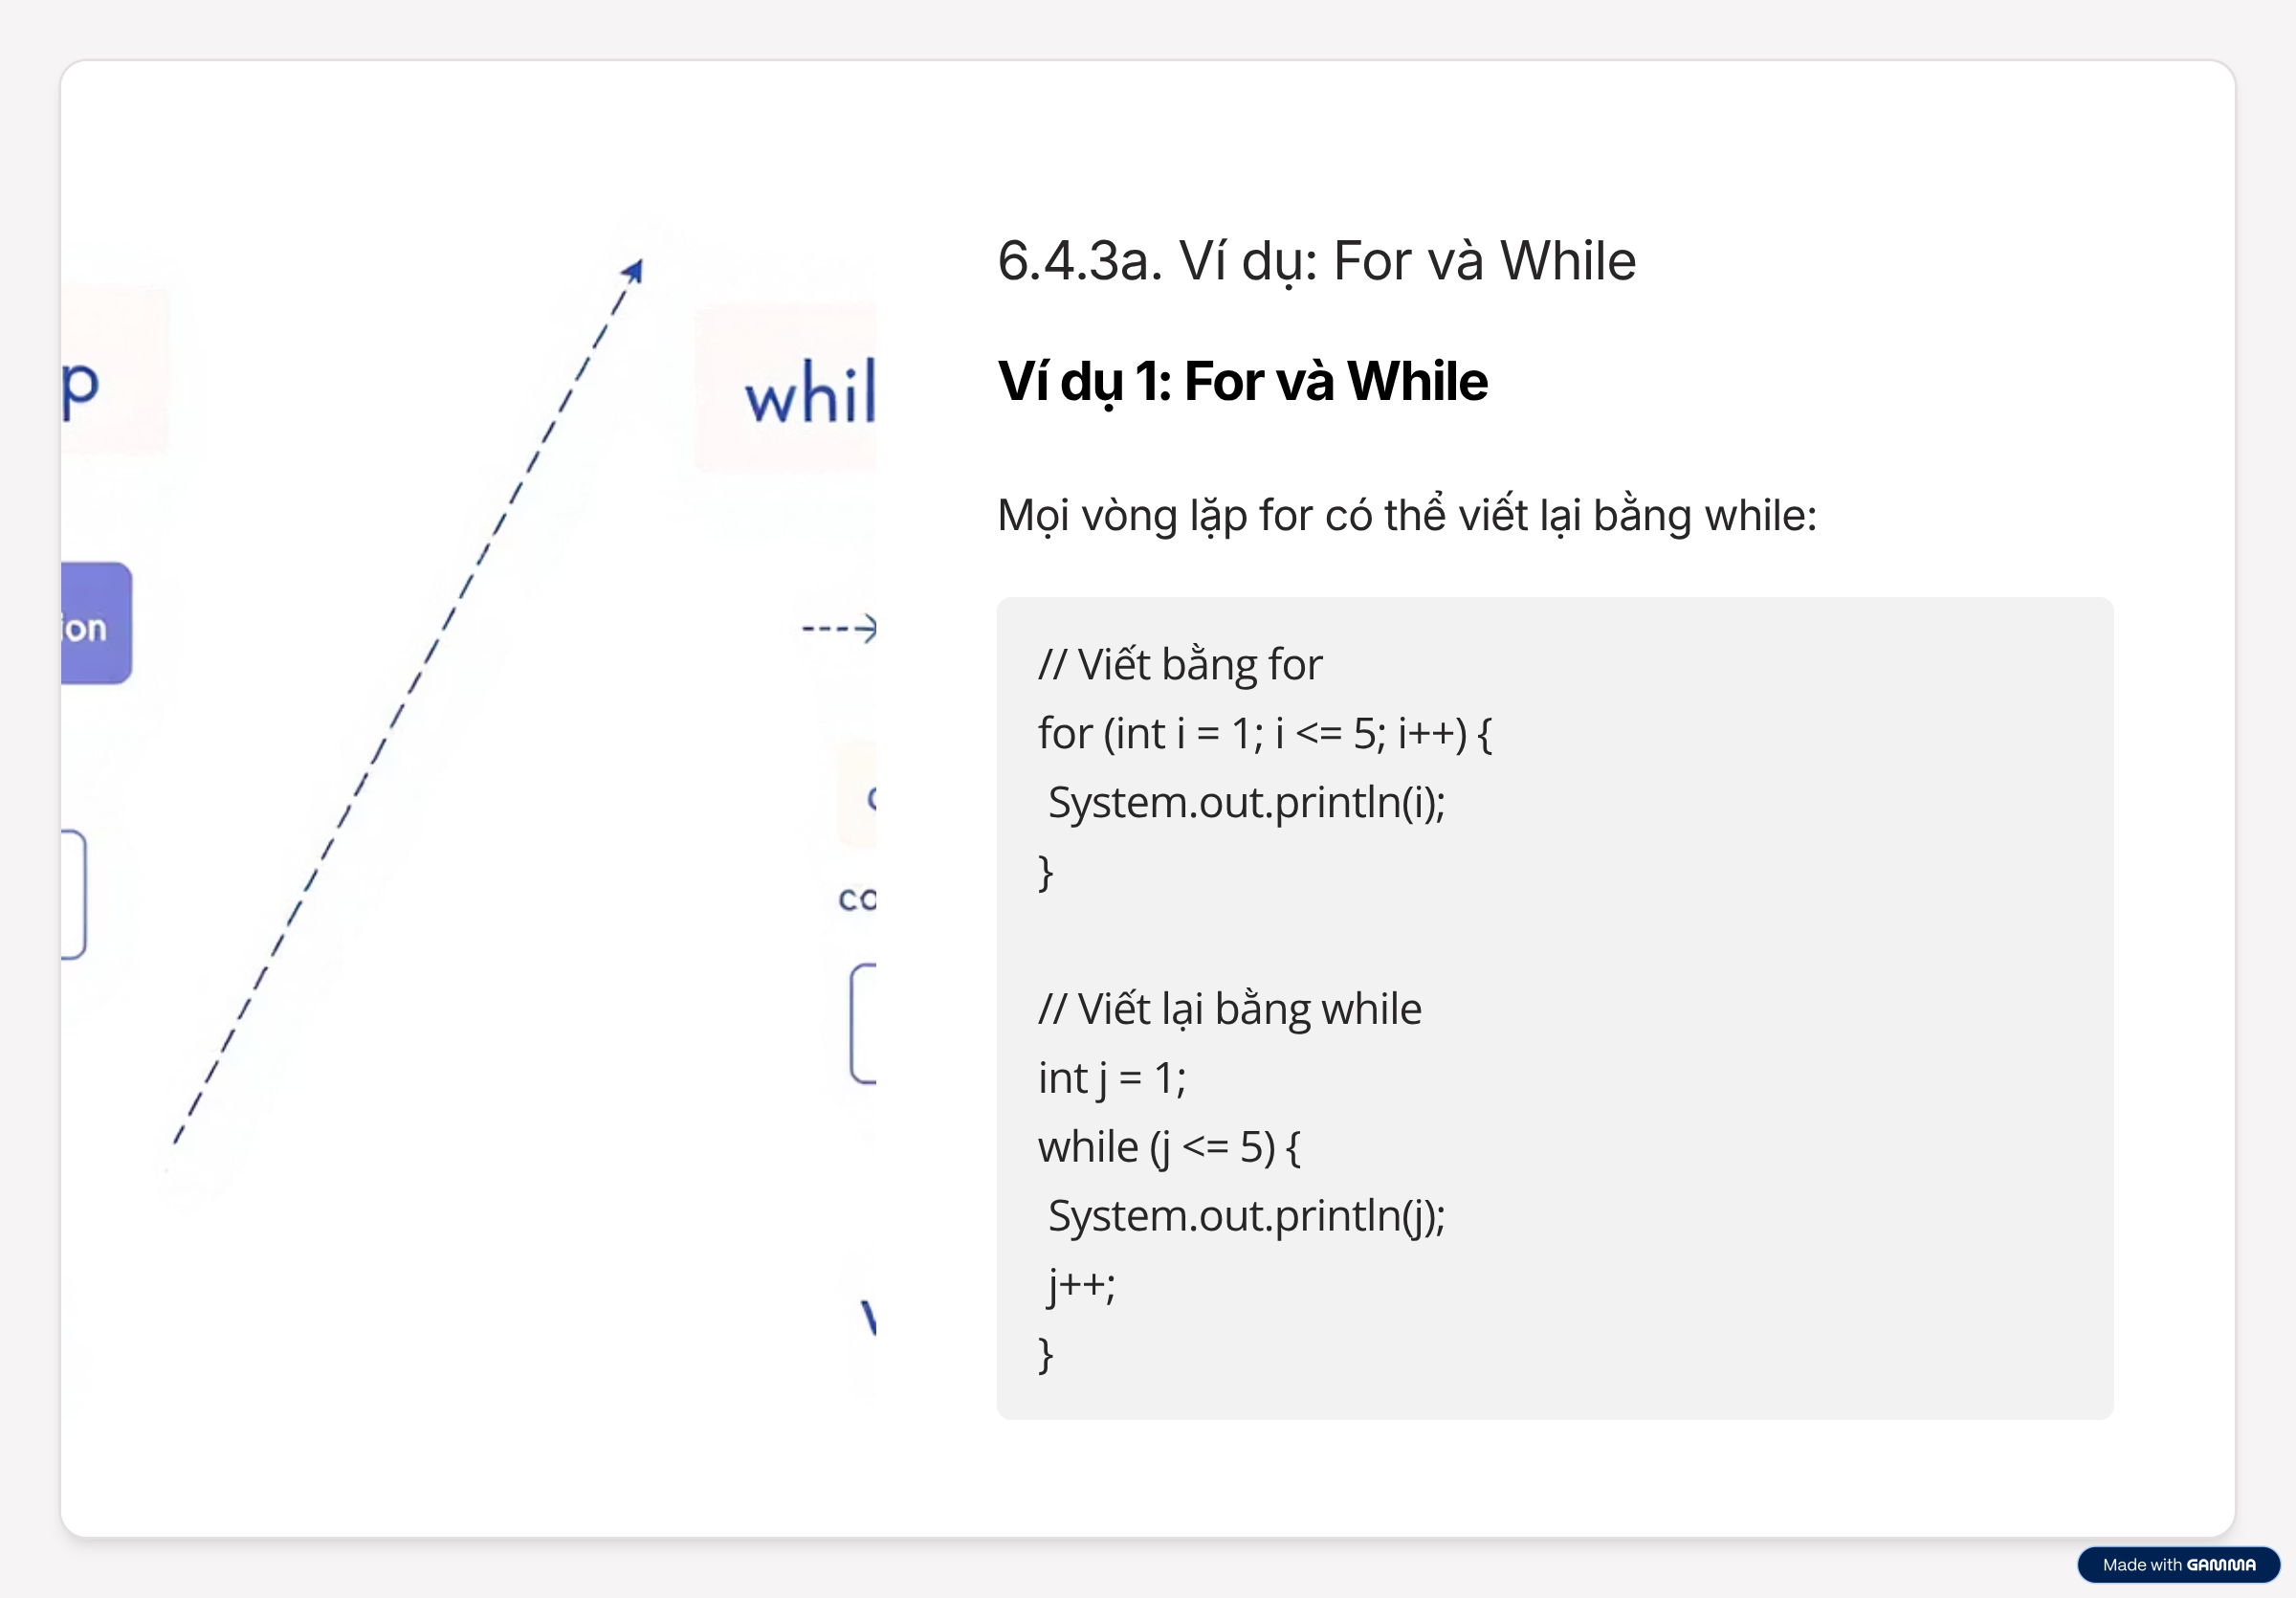 6.4.3a. Ví dụ: For và While
Ví dụ 1: For và While
Mọi vòng lặp for có thể viết lại bằng while:
// Viết bằng for
for (int i = 1; i <= 5; i++) {
 System.out.println(i);
}

// Viết lại bằng while
int j = 1;
while (j <= 5) {
 System.out.println(j);
 j++;
}
p
whil
ion
co
Made with GAMMA